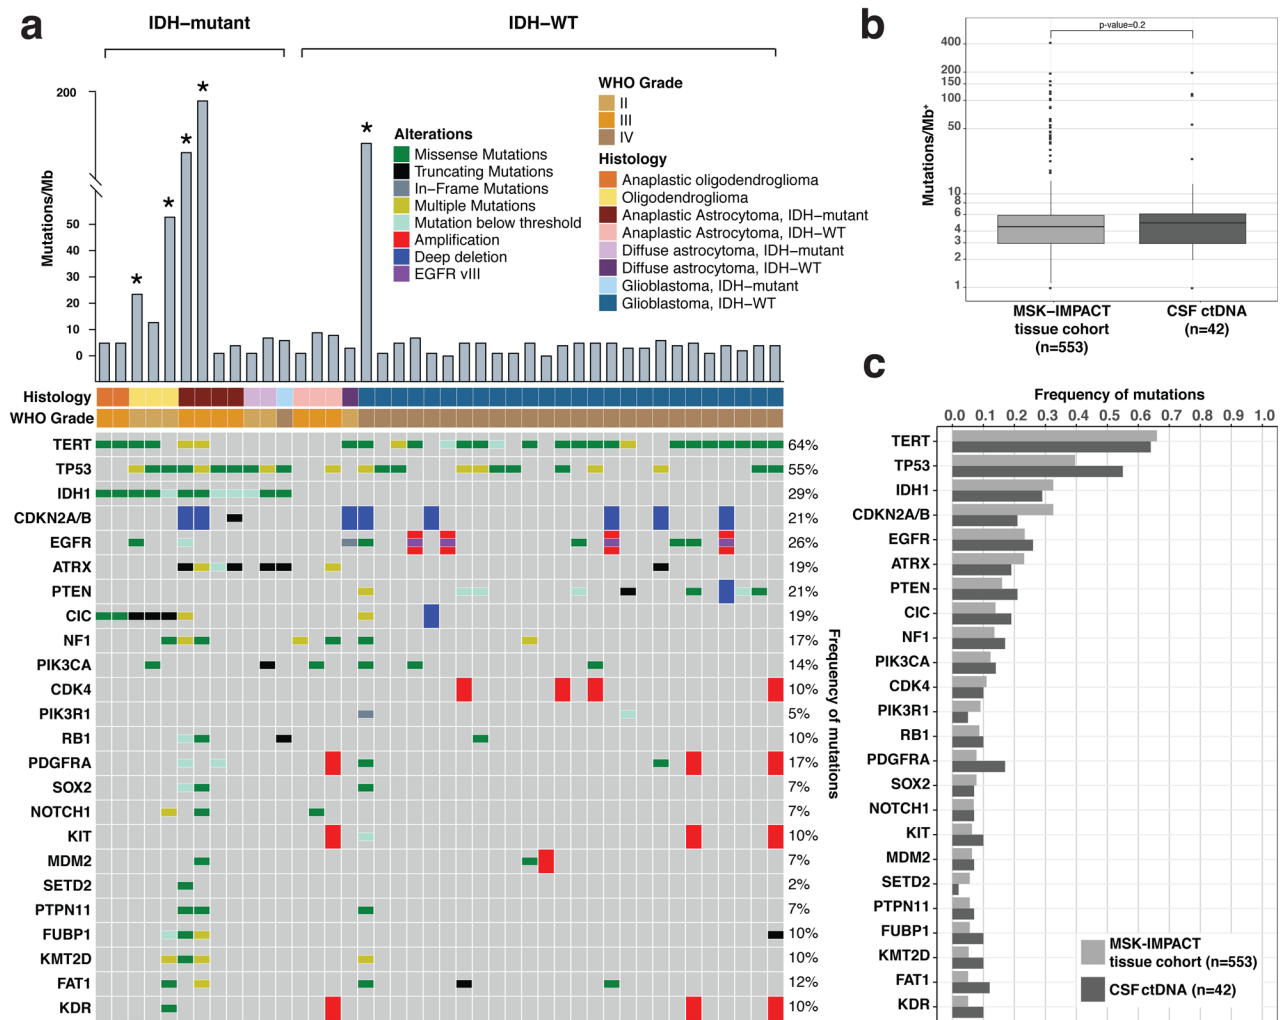 a
IDH−mutant
IDH−WT
200
50
40
30
20
10
0
Mutations/Mb
*
*
*
*
*
*
Alterations
Missense Mutations
Truncating Mutations
In−Frame Mutations
Multiple Mutations
Mutation below threshold
Amplification
Deep deletion
EGFR vIII
WHO Grade
II
III
IV
Histology
Anaplastic oligodendroglioma
Oligodendroglioma
Anaplastic Astrocytoma, IDH−mutant
Anaplastic Astrocytoma, IDH−WT
Diffuse astrocytoma, IDH−mutant
Diffuse astrocytoma, IDH−WT
Glioblastoma, IDH−mutant
Glioblastoma, IDH−WT
Histology
WHO Grade
TERT 64%
TP53 55%
IDH1 29%
CDKN2A/B 21%
EGFR 26%
ATRX 19%
PTEN 21%
CIC 19%
NF1 17%
PIK3CA 14%
CDK4 10%
PIK3R1 5%
RB1 10%
PDGFRA 17%
SOX2 7%
NOTCH1 7%
KIT 10%
MDM2 7%
SETD2 2%
PTPN11 7%
FUBP1 10%
KMT2D 10%
FAT1 12%
KDR 10%
Frequency of mutations
b
p-value=0.2
Mutations/Mb+
400
200
150
100
50
10
8
6
4
3
2
1
MSK−IMPACT
tissue cohort
(n=553)
CSF ctDNA
(n=42)
c
Frequency of mutations
0.0 0.1 0.2 0.3 0.4 0.5 0.6 0.7 0.8 0.9 1.0
TERT
TP53
IDH1
CDKN2A/B
EGFR
ATRX
PTEN
CIC
NF1
PIK3CA
CDK4
PIK3R1
RB1
PDGFRA
SOX2
NOTCH1
KIT
MDM2
SETD2
PTPN11
FUBP1
KMT2D
FAT1
KDR
MSK-IMPACT
tissue cohort (n=553)
CSF ctDNA (n=42)